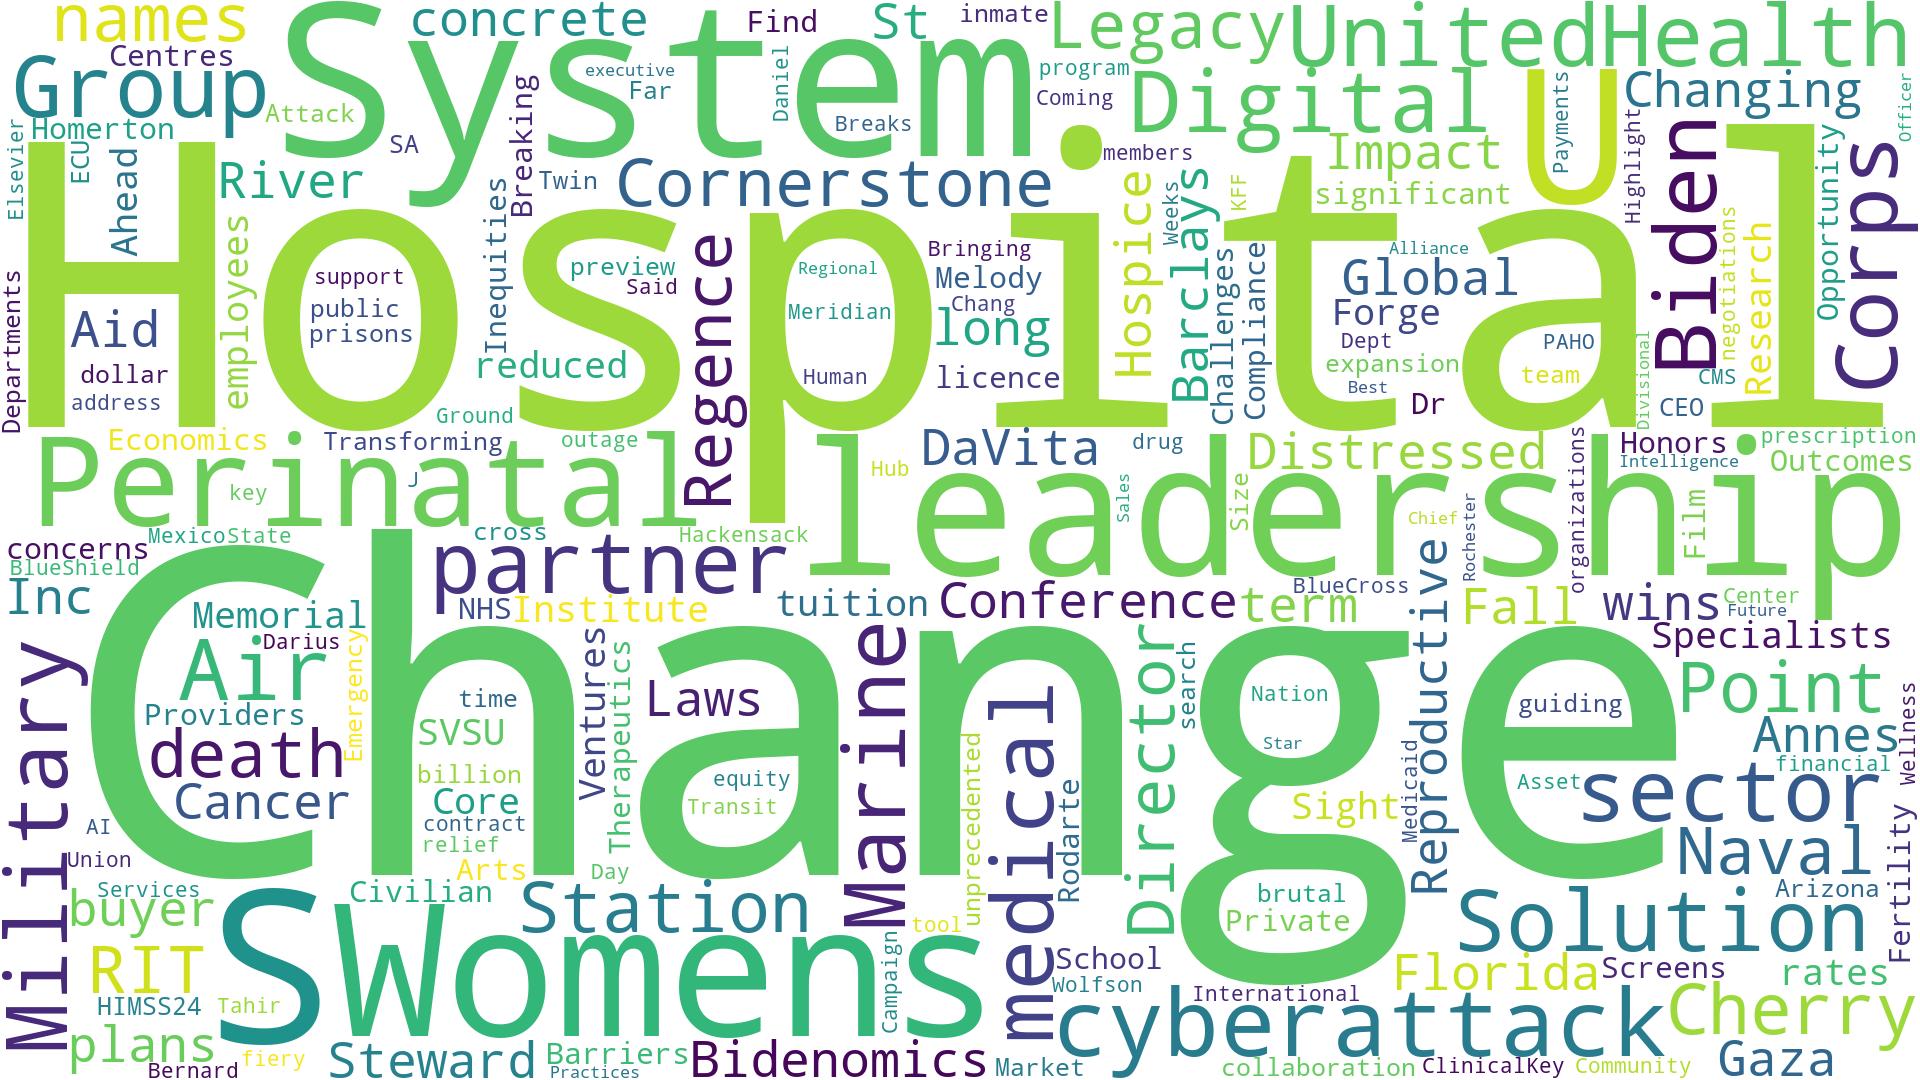 names
concrete
Find
St
inmate
Legacy
UnitedHealth
Centres
Group
System
executive
Far
Daniel
program
Digital
U
Payments
Changing
Officer
Attack
Breaking
Breaks
Coming
Elsevier
Homerton
ECU
Ahead
SA
members
Impact
Highlight
Biden
Opportunity
Corps
Hospital
River
Twin
Cornerstone
Hospice
Weeks
Barclays
KFF
significant
employees
Inequities
Regence
Bringing
Challenges
Compliance
Alliance
negotiations
Research
Departments
support
preview
Said
Regional
Melody
Global
Aid
public
Meridian
Chang
Forge
prisons
long
Dept
PAHO
dollar
reduced
Human
licence
expansion
team
Best
CMS
Divisional
address
Ground
Dr
CEO
Economics
Transforming
outage
DaVita
drug
Distressed
Honors
prescription
Perinatal
J
Hub
leadership
Intelligence
Outcomes
key
Sales
Size
Chief
Rochester
organizations
Film
MexicoState
cross
Hackensack
concerns
partner
BlueShield
BlueCross
Inc
Memorial
NHS
Institute
tuition
Conference
term
Reproductive
Fall
wins
Center
Future
Darius
Specialists
Military
Air
Emergency
Change
Ventures
Therapeutics
Laws
Marine
Director
search
Nation
guiding
Point
Wellness
Providers
time
medical
Star
Annes
death
SVSU
unprecedented
Medicaid
financial
billion
equity
Asset
sector
Cancer
Core
Transit
Rodarte
Sight
AI
contract
relief
Naval
Fertility
Union
Arts
Day
Services
Civilian
brutal
Arizona
buyer
S
Womens
Station
tool
Private
Solution
RIT
Campaign
School
Florida
Screens
rates
HIMSS24
Tahir
Wolfson
International
cyberattack
Cherry
plans
fiery
Steward
Barriers
Bidenomics
Market
collaboration
ClinicalKey
Community
Gaza
Bernard
Practices